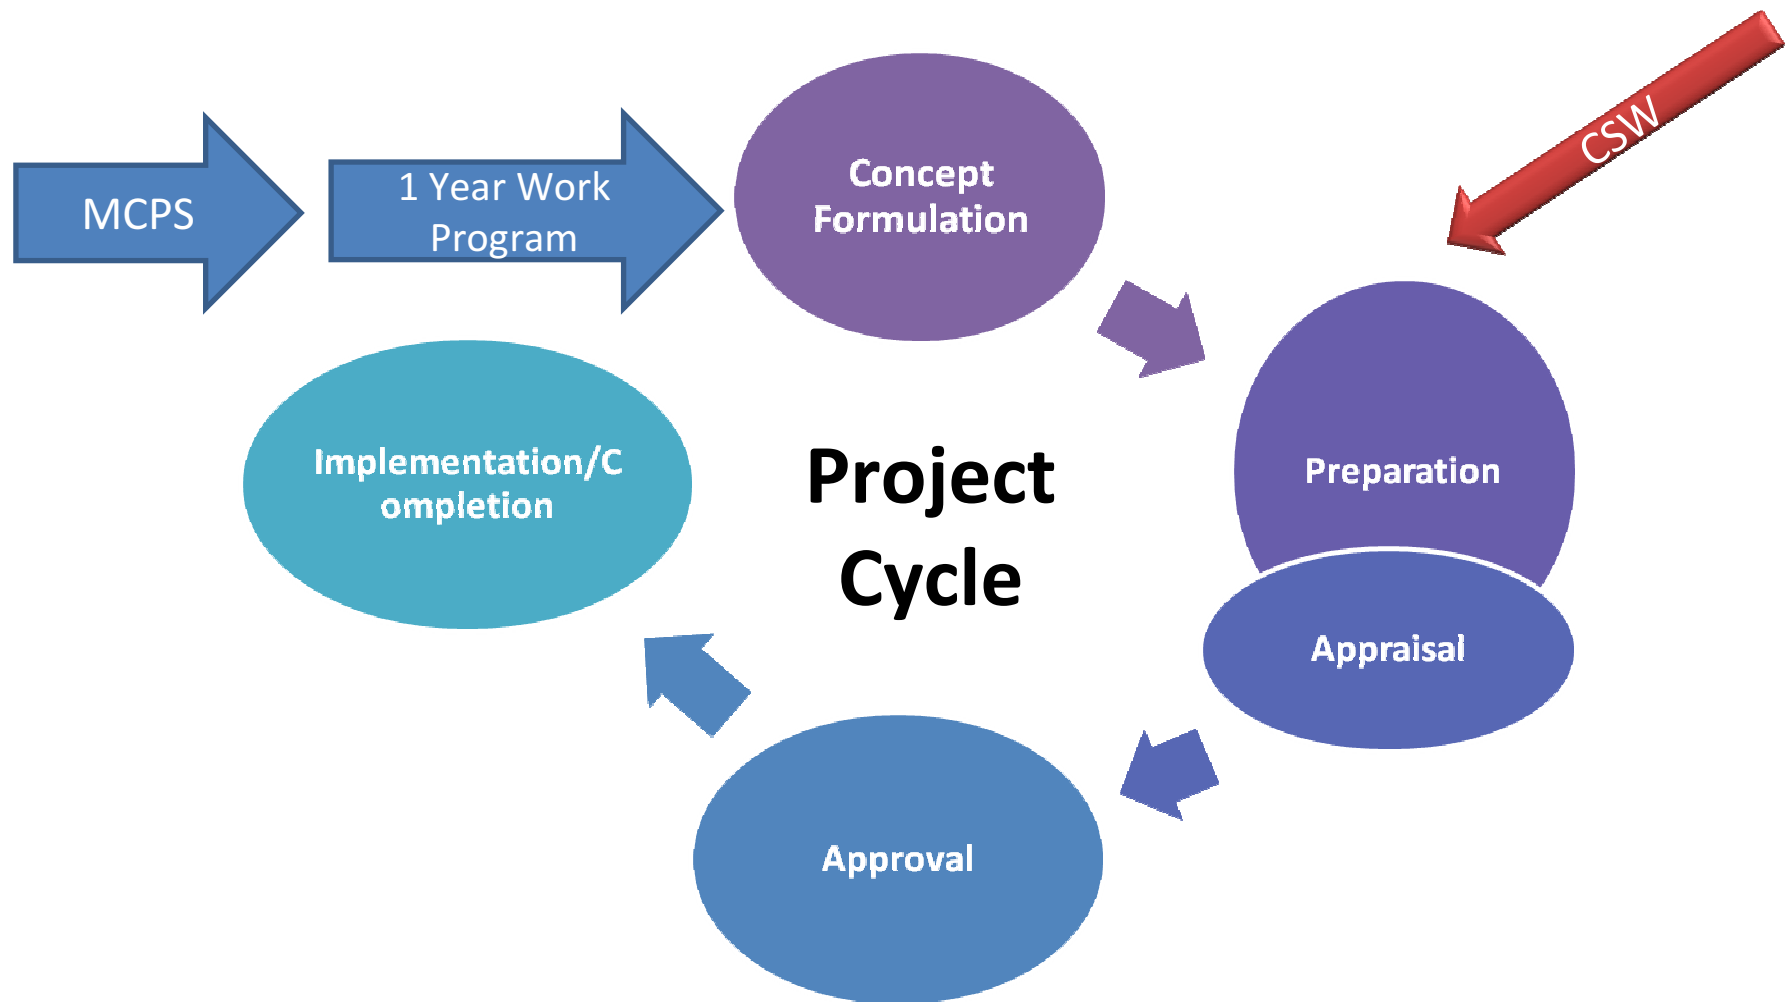 MCPS
1 Year Work
Program
Concept
Formulation
CSW
Preparation
Appraisal
Approval
Implementation/C
ompletion
Project
Cycle